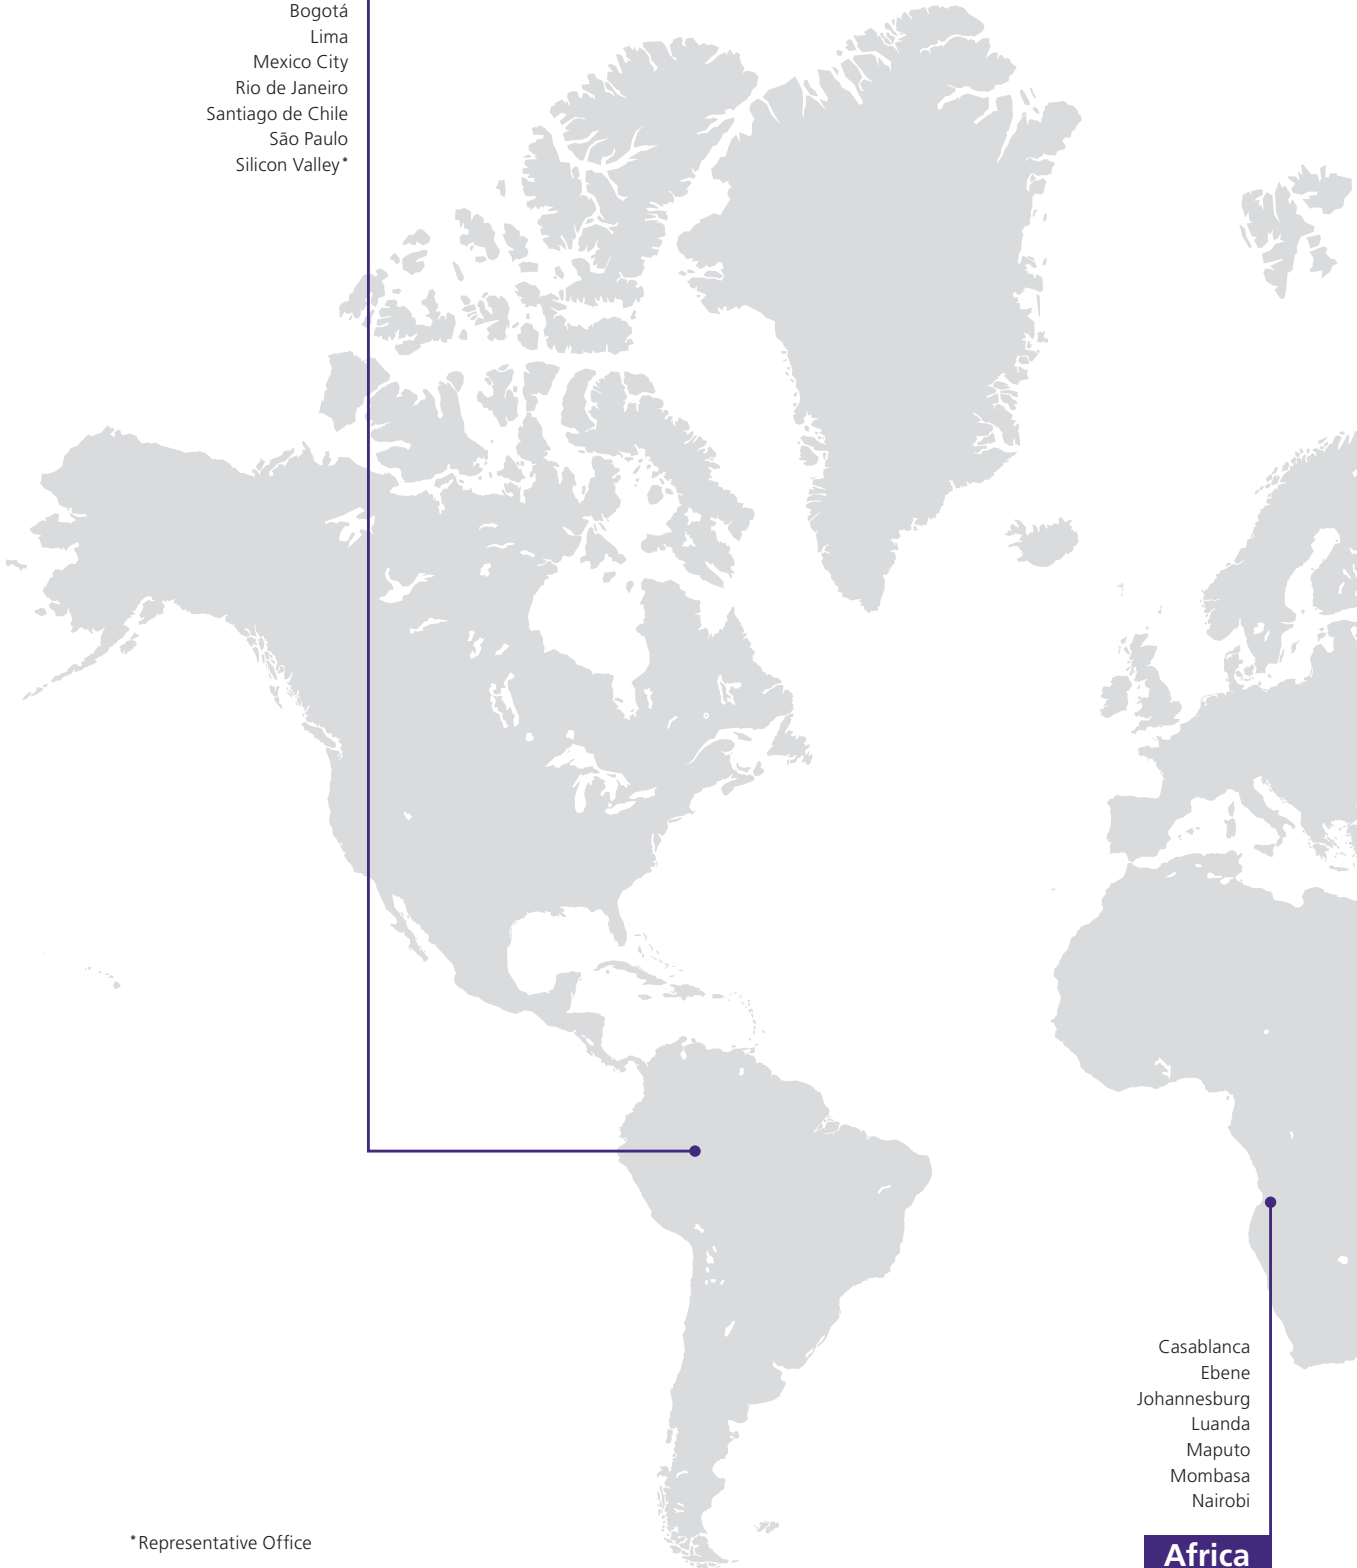 Bogotá
Lima
Mexico City
Rio de Janeiro
Santiago de Chile
São Paulo
Silicon Valley*
Casablanca
Ebene
Johannesburg
Luanda
Maputo
Mombasa
Nairobi
Africa
*Representative Office